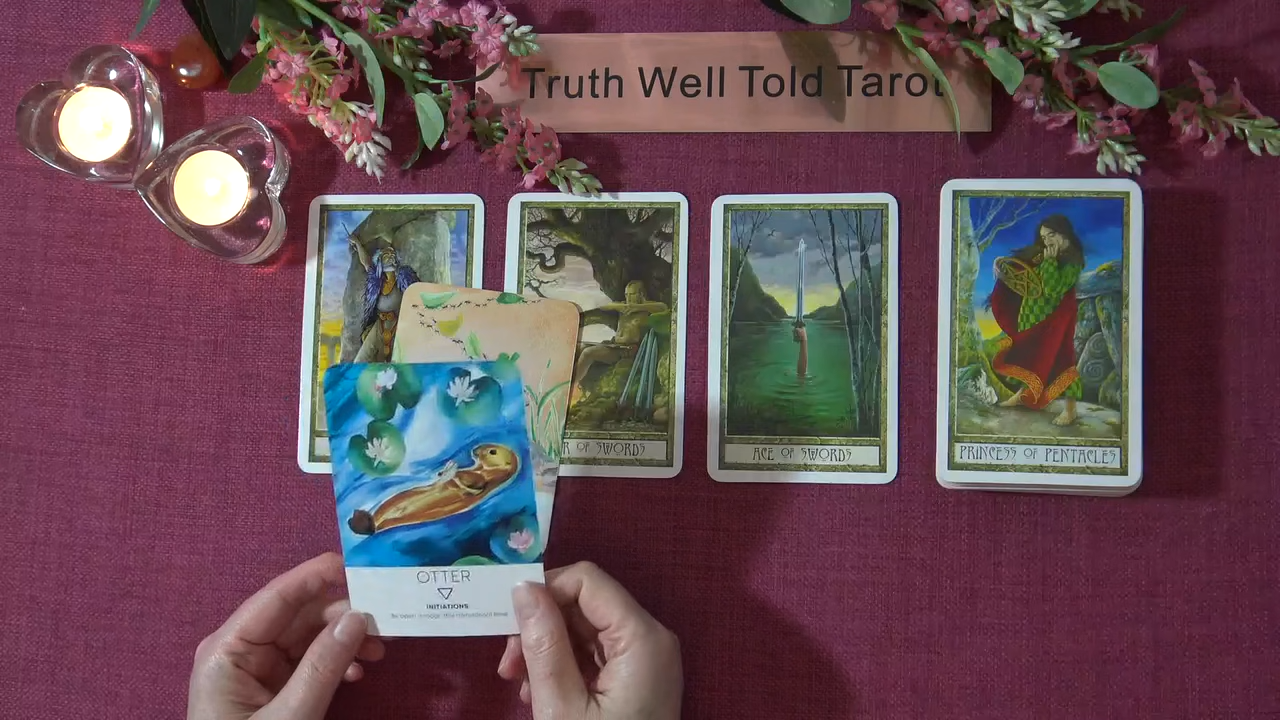 Truth Well Told Tarot
R OF SWORDS
ACE OF SWORDS
PRINCESS OF PENTACLES
OTTER
INITIATIONS